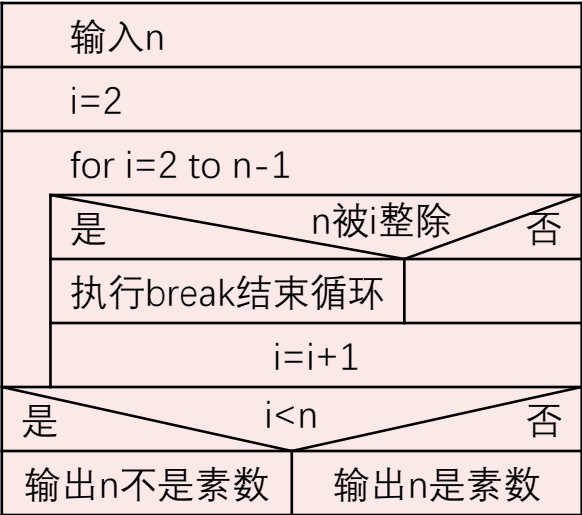 输入n
i=2
for i=2 to n-1
是 n被i整除 否
执行break结束循环
i=i+1
是 i<n 否
输出n不是素数 输出n是素数